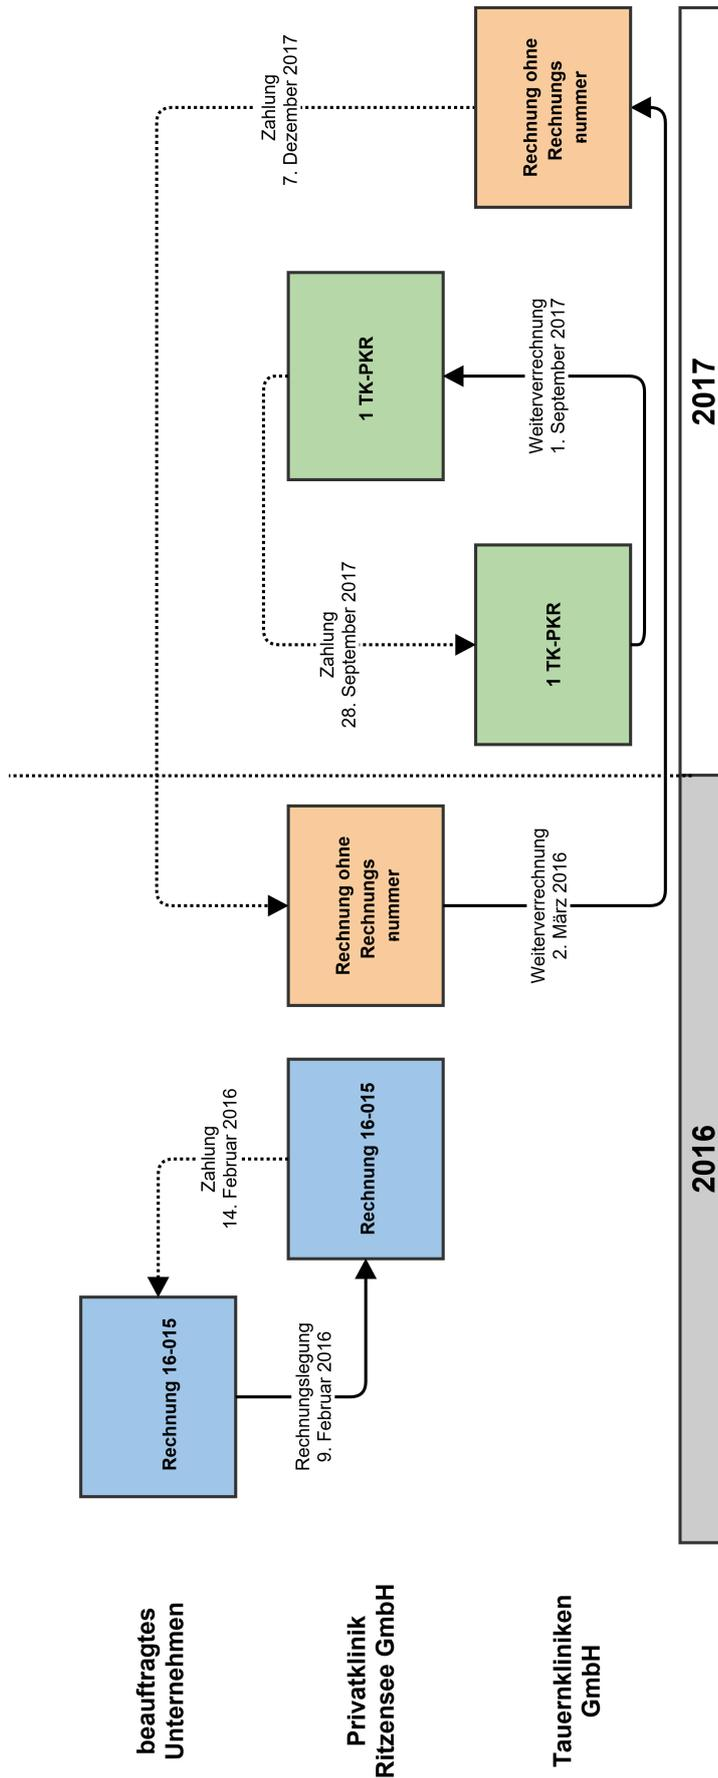 beauftragtes
Unternehmen
Rechnung 16-015
Zahlung
14. Februar 2016
Zahlung
7. Dezember 2017
Rechnungslegung
9. Februar 2016
Privatklinik
Ritzensee GmbH
Rechnung 16-015
Rechnung ohne
Rechnungs
nummer
Zahlung
28. September 2017
1 TK-PKR
Weiterverrechnung
2. März 2016
Weiterverrechnung
1. September 2017
Tauernkliniken
GmbH
1 TK-PKR
Rechnung ohne
Rechnungs
nummer
2016
2017